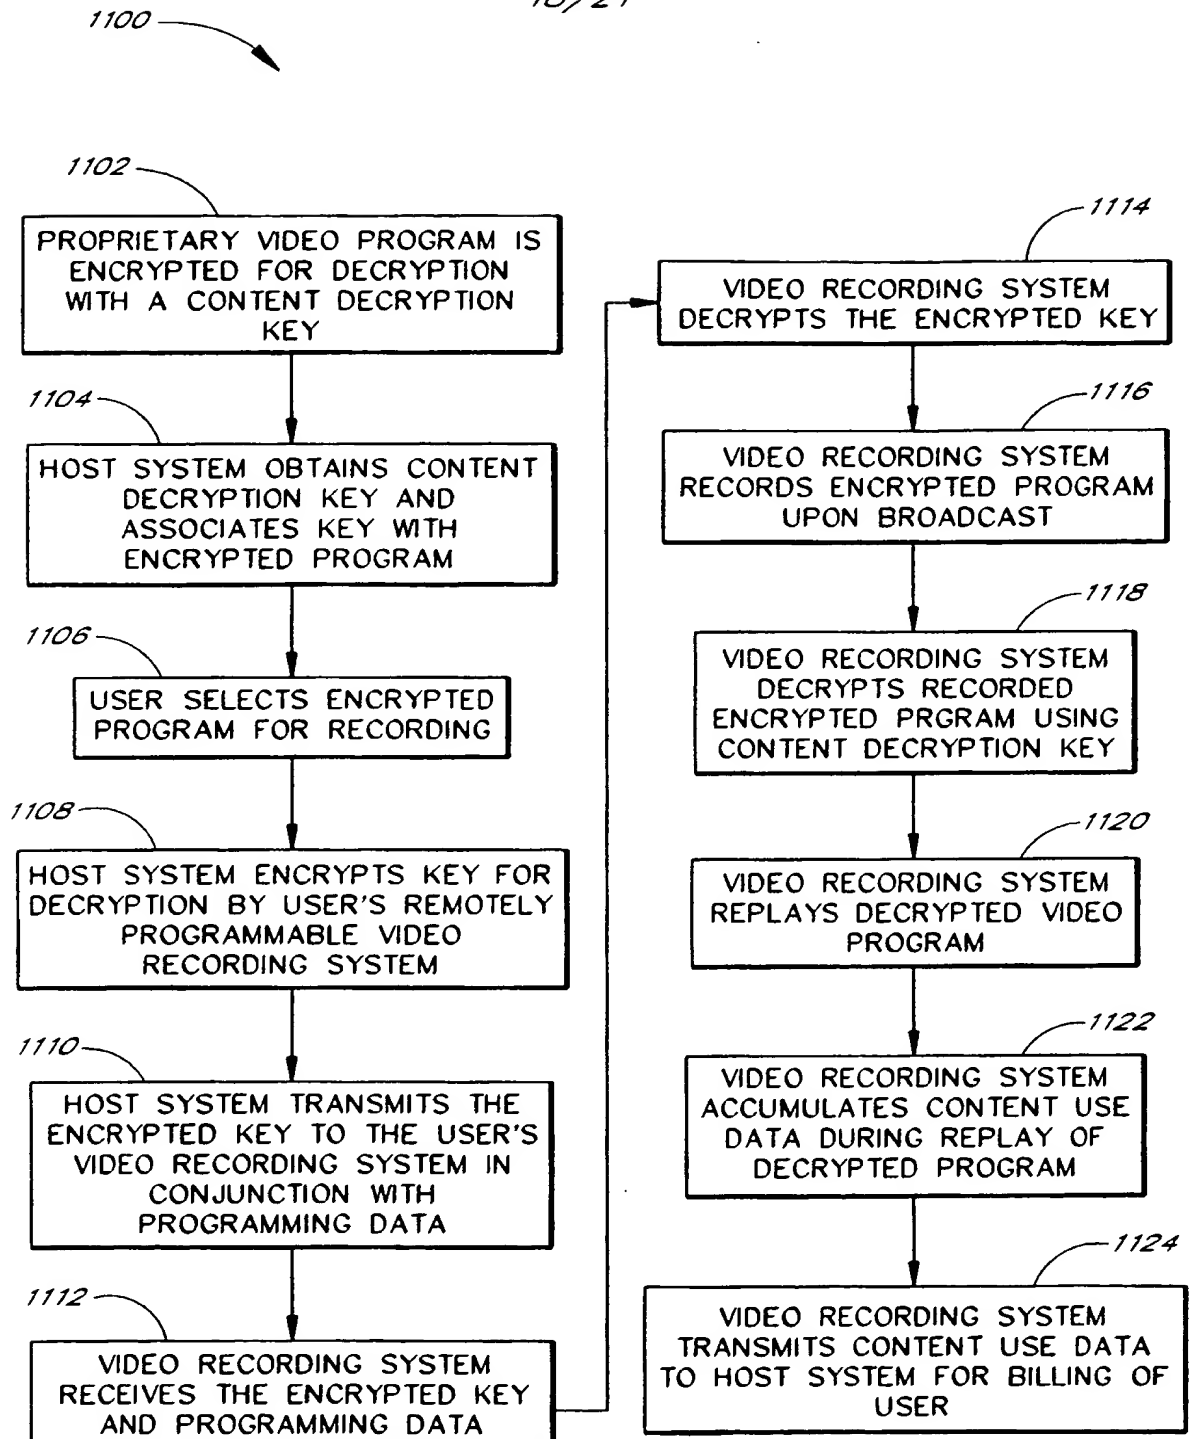 1100
1102
PROPRIETARY VIDEO PROGRAM IS
ENCRYPTED FOR DECRYPTION
WITH A CONTENT DECRYPTION
KEY
1104
HOST SYSTEM OBTAINS CONTENT
DECRYPTION KEY AND
ASSOCIATES KEY WITH
ENCRYPTED PROGRAM
1106
USER SELECTS ENCRYPTED
PROGRAM FOR RECORDING
1108
HOST SYSTEM ENCRYPTS KEY FOR
DECRYPTION BY USER'S REMOTELY
PROGRAMMABLE VIDEO
RECORDING SYSTEM
1110
HOST SYSTEM TRANSMITS THE
ENCRYPTED KEY TO THE USER'S
VIDEO RECORDING SYSTEM IN
CONJUNCTION WITH
PROGRAMMING DATA
1112
VIDEO RECORDING SYSTEM
RECEIVES THE ENCRYPTED KEY
AND PROGRAMMING DATA
1114
VIDEO RECORDING SYSTEM
DECRYPTS THE ENCRYPTED KEY
1116
VIDEO RECORDING SYSTEM
RECORDS ENCRYPTED PROGRAM
UPON BROADCAST
1118
VIDEO RECORDING SYSTEM
DECRYPTS RECORDED
ENCRYPTED PRGRAM USING
CONTENT DECRYPTION KEY
1120
VIDEO RECORDING SYSTEM
REPLAYS DECRYPTED VIDEO
PROGRAM
1122
VIDEO RECORDING SYSTEM
ACCUMULATES CONTENT USE
DATA DURING REPLAY OF
DECRYPTED PROGRAM
1124
VIDEO RECORDING SYSTEM
TRANSMITS CONTENT USE DATA
TO HOST SYSTEM FOR BILLING OF
USER